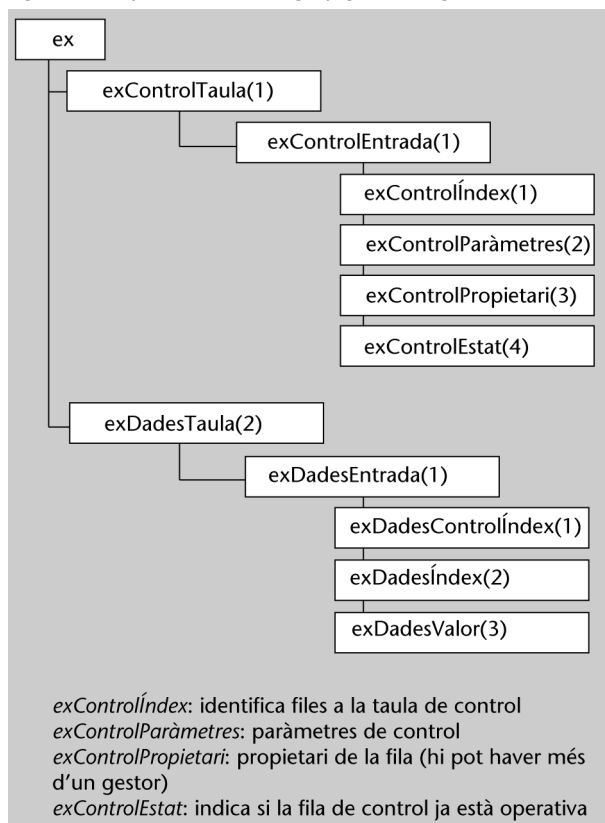 ex
exControlTaula(1)
exControlEntrada(1)
exControlÍndex(1)
exControlParàmetres(2)
exControlPropietari(3)
exControlEstat(4)
exDadesTaula(2)
exDadesEntrada(1)
exDadesControlÍndex(1)
exDadesÍndex(2)
exDadesValor(3)
exControlÍndex: identifica files a la taula de control
exControlParàmetres: paràmetres de control
exControlPropietari: propietari de la fila (hi pot haver més
d'un gestor)
exControlEstat: indica si la fila de control ja està operativa